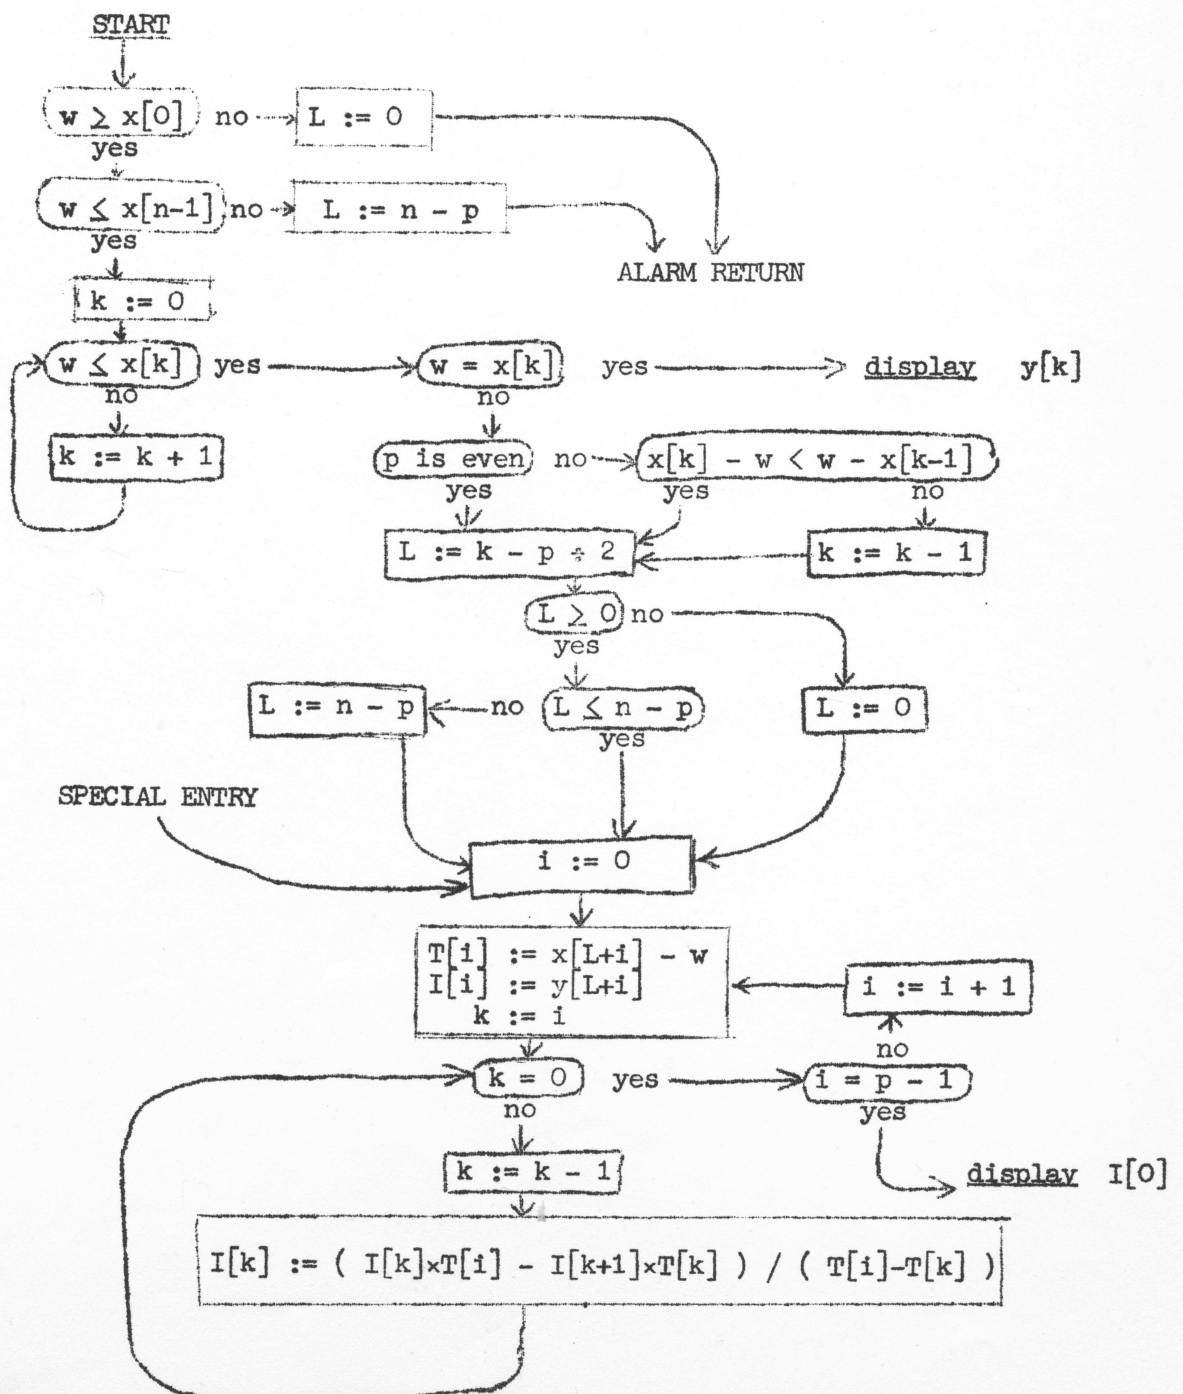 START
w ≥ x[0] no L := 0
yes
w ≤ x[n-1] no L := n - p
yes
ALARM RETURN
k := 0
w ≤ x[k] yes w = x[k] yes display y[k]
no no
k := k + 1 p is even no x[k] - w < w - x[k-1]
yes yes no
L := k - p ÷ 2 k := k - 1
L ≥ 0 no
yes
L := n - p no L ≤ n - p L := 0
yes
SPECIAL ENTRY
i := 0
T[i] := x[L+i] - w
I[i] := y[L+i] i := i + 1
k := i
no
k = 0 yes i = p - 1
no yes
k := k - 1 display I[0]
I[k] := ( I[k]×T[i] - I[k+1]×T[k] ) / ( T[i]-T[k] )